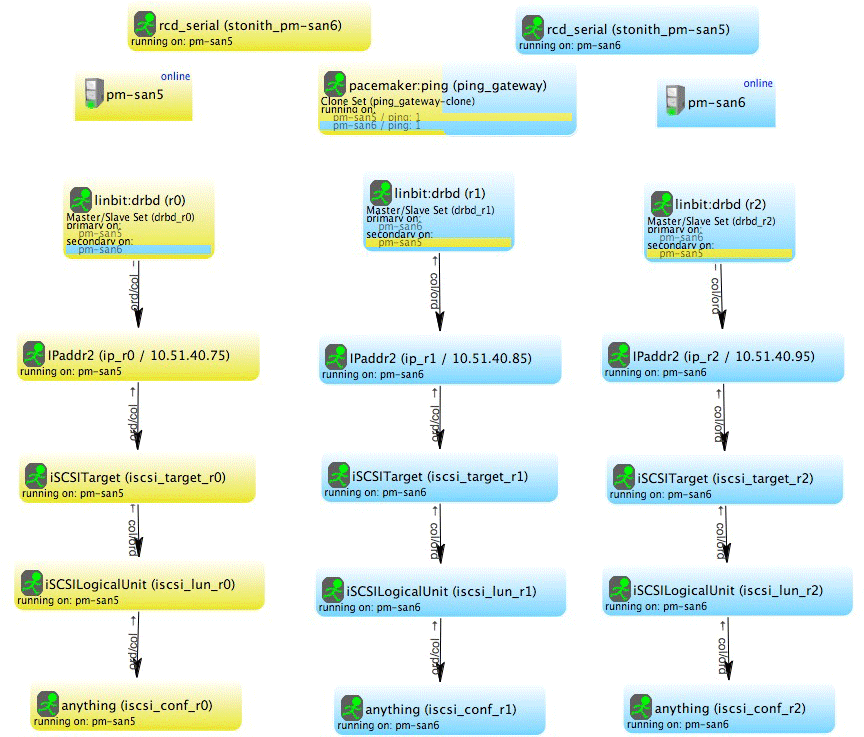 rcd_serial (stonith_pm-san6)
running on: pm-san5
rcd_serial (stonith_pm-san5)
running on: pm-san6
online
pm-san5
pacemaker:ping (ping_gateway)
Clone Set (ping_gateway-clone)
running on:
pm-san5 / ping: 1
pm-san6 / ping: 1
online
pm-san6
linbit:drbd (r0)
Master/Slave Set (drbd_r0)
primary on:
pm-san5
secondary on:
pm-san6
linbit:drbd (r1)
Master/Slave Set (drbd_r1)
primary on:
pm-san6
secondary on:
pm-san5
linbit:drbd (r2)
Master/Slave Set (drbd_r2)
primary on:
pm-san6
secondary on:
pm-san5
ord/col
col/ord
col/ord
IPaddr2 (ip_r0 / 10.51.40.75)
running on: pm-san5
IPaddr2 (ip_r1 / 10.51.40.85)
running on: pm-san6
IPaddr2 (ip_r2 / 10.51.40.95)
running on: pm-san6
ord/col
col/ord
col/ord
iSCSITarget (iscsi_target_r0)
running on: pm-san5
iSCSITarget (iscsi_target_r1)
running on: pm-san6
iSCSITarget (iscsi_target_r2)
running on: pm-san6
col/ord
col/ord
col/ord
iSCSILogicalUnit (iscsi_lun_r0)
running on: pm-san5
iSCSILogicalUnit (iscsi_lun_r1)
running on: pm-san6
iSCSILogicalUnit (iscsi_lun_r2)
running on: pm-san6
ord/col
col/ord
col/ord
anything (iscsi_conf_r0)
running on: pm-san5
anything (iscsi_conf_r1)
running on: pm-san6
anything (iscsi_conf_r2)
running on: pm-san6